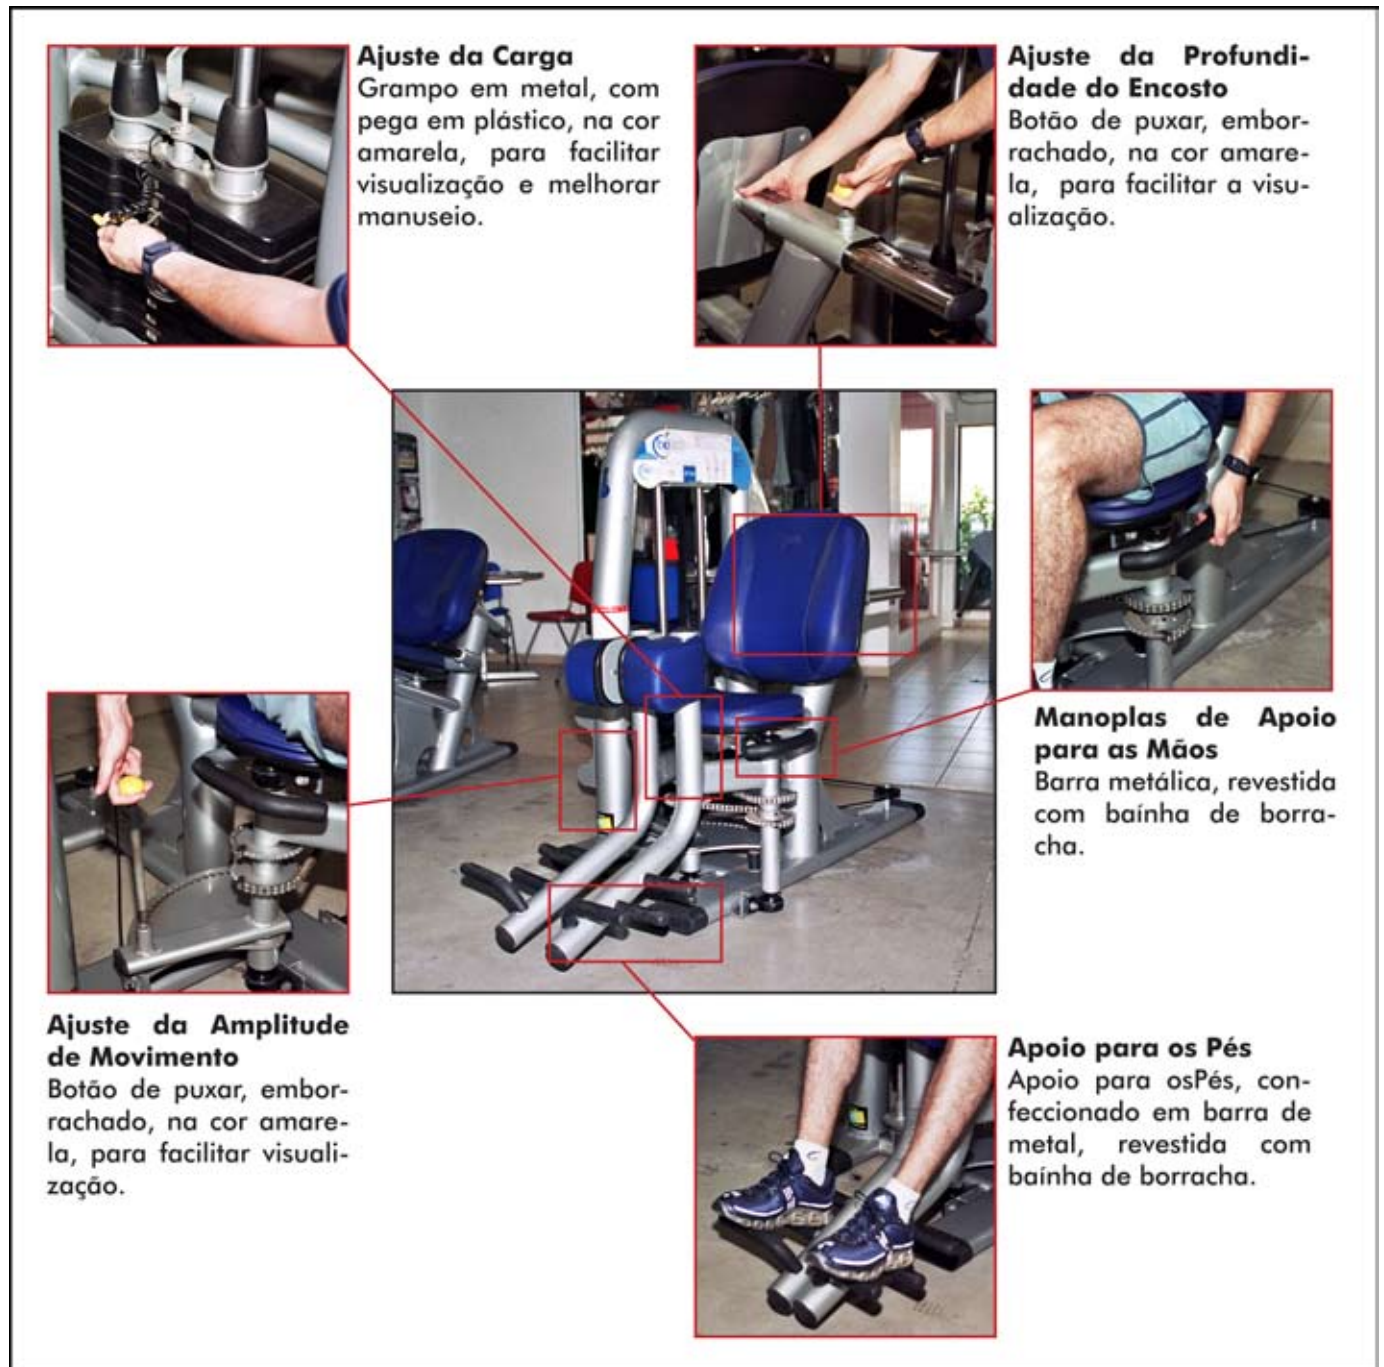 Ajuste da Carga
Grampo em metal, com
pega em plástico, na cor
amarela, para facilitar
visualização e melhorar
manuseio.
Ajuste da Profundi-
dade do Encosto
Botão de puxar, embor-
rachado, na cor amare-
la, para facilitar a visu-
alização.
Manoplas de Apoio
para as Mãos
Barra metálica, revestida
com baínha de borra-
cha.
Ajuste da Amplitude
de Movimento
Botão de puxar, embor-
rachado, na cor amare-
la, para facilitar visuali-
zação.
Apoio para os Pés
Apoio para osPés, con-
feccionado em barra de
metal, revestida com
baínha de borracha.